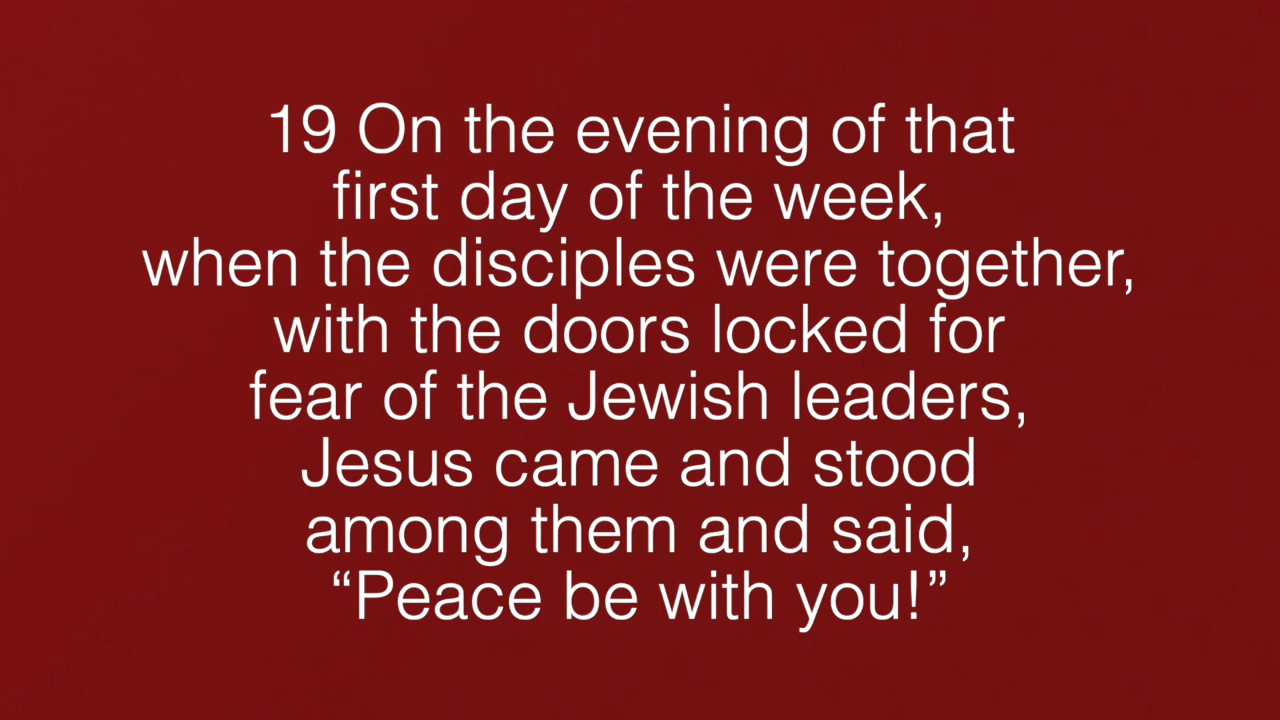 19 On the evening of that
first day of the week,
when the disciples were together,
with the doors locked for
fear of the Jewish leaders,
Jesus came and stood
among them and said,
“Peace be with you!”